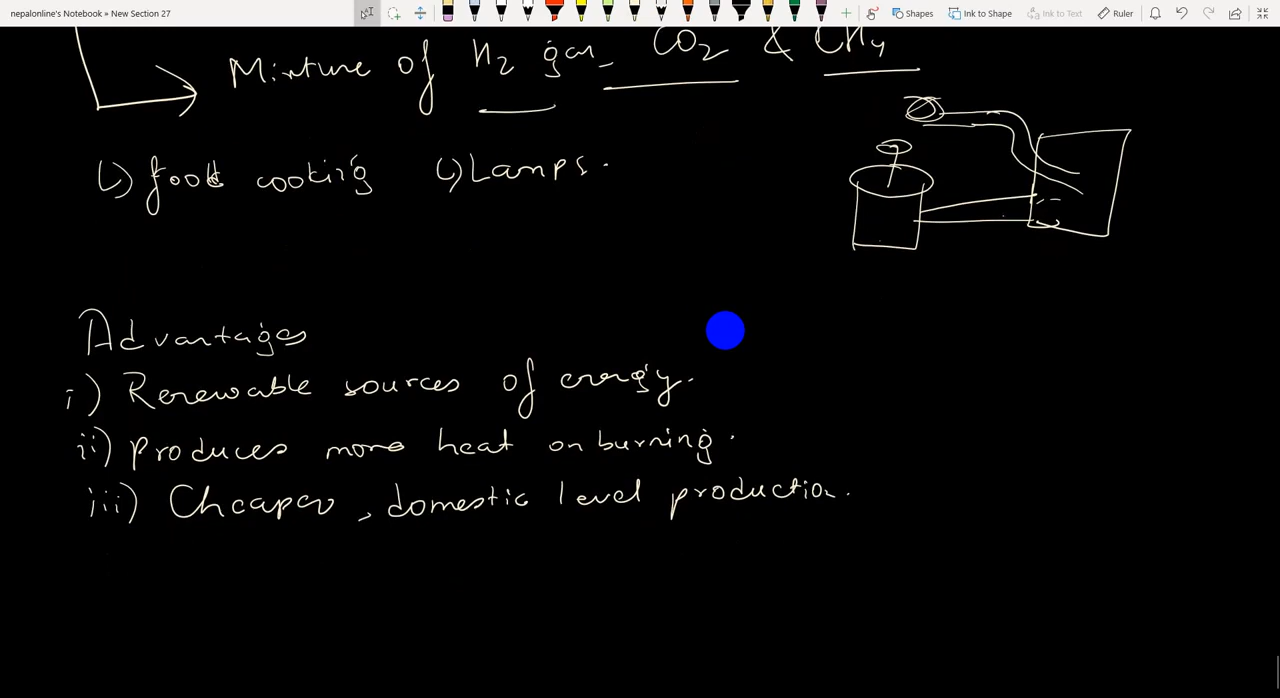 nepalonline's Notebook » New Section 27
Shapes
Ink to Shape
Ink to Text
Ruler
Mixture of H2 gas, CO2 & CH4
↳ food cooking ↳ Lamps.
Advantages
i) Renewable sources of energy.
ii) Produces more heat on burning.
iii) Cheaper, domestic level production.